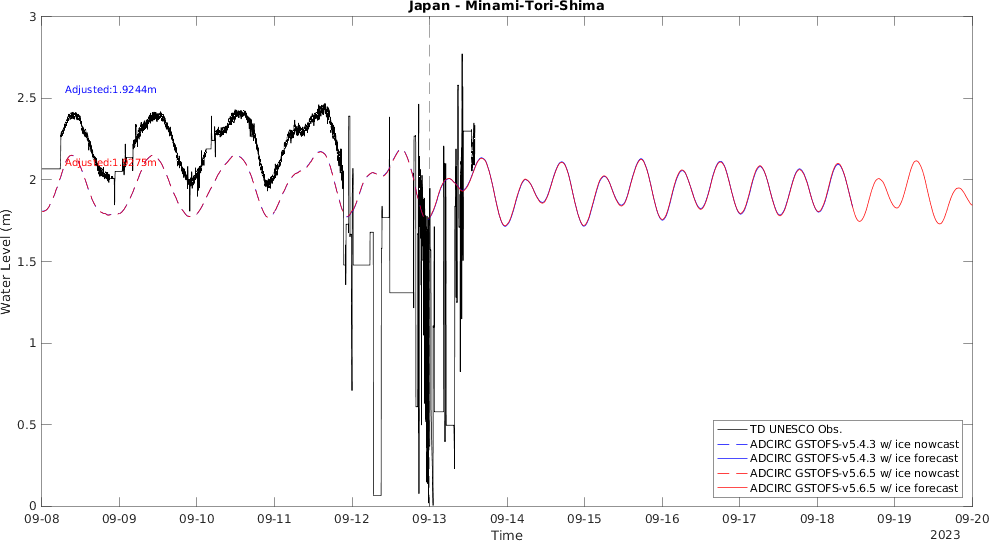 Japan - Minami-Tori-Shima
3
2.5
2
1.5
1
0.5
0
Water Level (m)
Adjusted:1.9244m
Adjusted:1.9275m
TD UNESCO Obs.
ADCIRC GSTOFS-v5.4.3 w/ ice nowcast
ADCIRC GSTOFS-v5.4.3 w/ ice forecast
ADCIRC GSTOFS-v5.6.5 w/ ice nowcast
ADCIRC GSTOFS-v5.6.5 w/ ice forecast
09-08 09-09 09-10 09-11 09-12 09-13 09-14 09-15 09-16 09-17 09-18 09-19 09-20
Time
2023